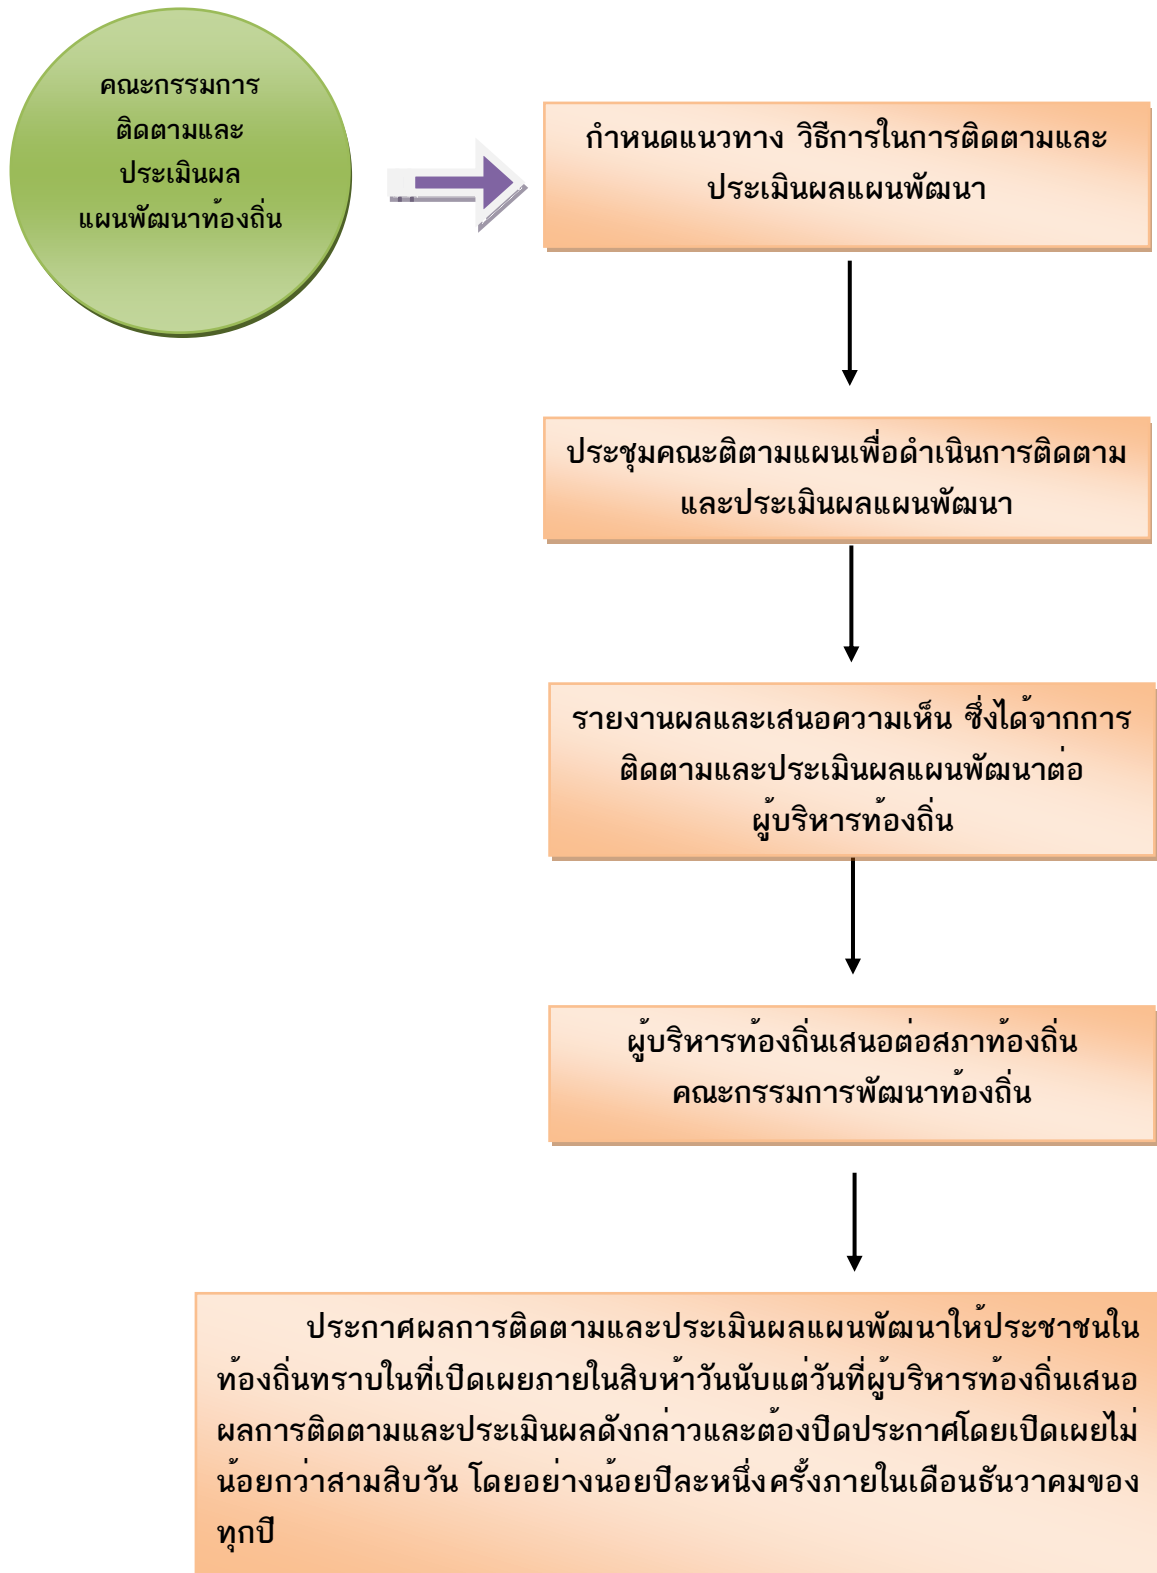 คณะกรรมการ
ติดตามและ
ประเมินผล
แผนพัฒนาท้องถิ่น
กำหนดแนวทาง วิธีการในการติดตามและ
ประเมินผลแผนพัฒนา
ประชุมคณะติตามแผนเพื่อดำเนินการติดตาม
และประเมินผลแผนพัฒนา
รายงานผลและเสนอความเห็น ซึ่งได้จากการ
ติดตามและประเมินผลแผนพัฒนาต่อ
ผู้บริหารท้องถิ่น
ผู้บริหารท้องถิ่นเสนอต่อสภาท้องถิ่น
คณะกรรมการพัฒนาท้องถิ่น
ประกาศผลการติดตามและประเมินผลแผนพัฒนาให้ประชาชนใน
ท้องถิ่นทราบในที่เปิดเผยภายในสิบห้าวันนับแต่วันที่ผู้บริหารท้องถิ่นเสนอ
ผลการติดตามและประเมินผลดังกล่าวและต้องปิดประกาศโดยเปิดเผยไม่
น้อยกว่าสามสิบวัน โดยอย่างน้อยปีละหนึ่งครั้งภายในเดือนธันวาคมของ
ทุกปี